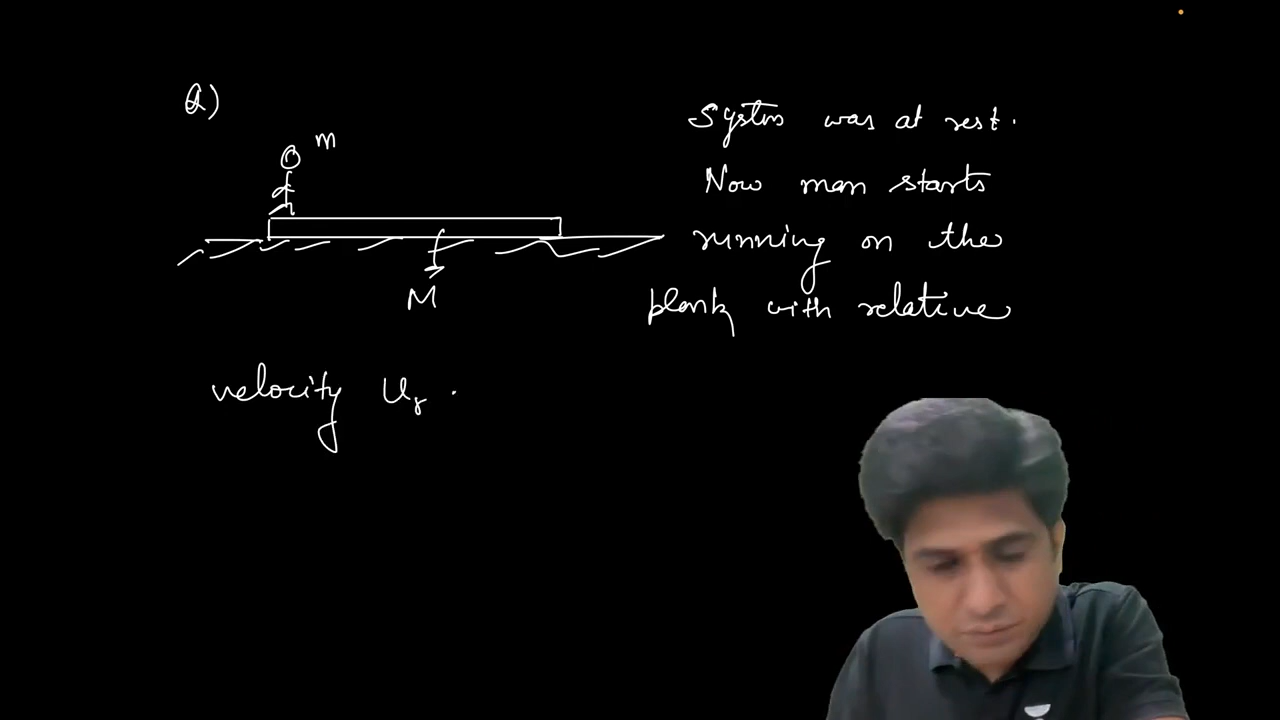 Q)
m
M
System was at rest.
Now man starts
running on the
plank with relative
velocity Ur.